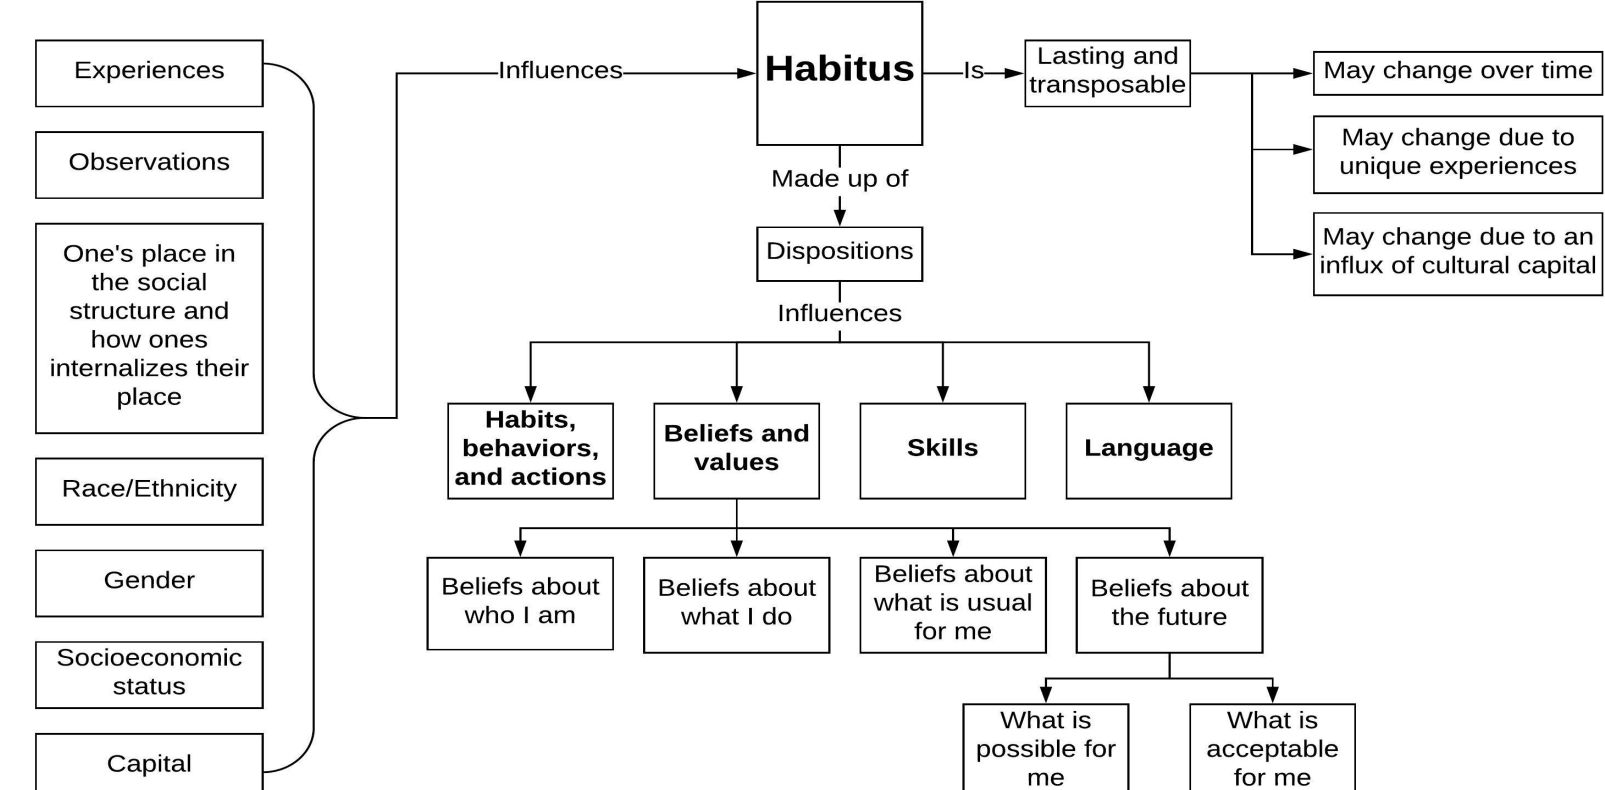 Experiences
Observations
One's place in
the social
structure and
how ones
internalizes their
place
Race/Ethnicity
Gender
Socioeconomic
status
Capital
Influences
Habitus
Is
Lasting and
transposable
May change over time
May change due to
unique experiences
May change due to an
influx of cultural capital
Made up of
Dispositions
Influences
Habits,
behaviors,
and actions
Beliefs and
values
Skills
Language
Beliefs about
who I am
Beliefs about
what I do
Beliefs about
what is usual
for me
Beliefs about
the future
What is
possible for
me
What is
acceptable
for me